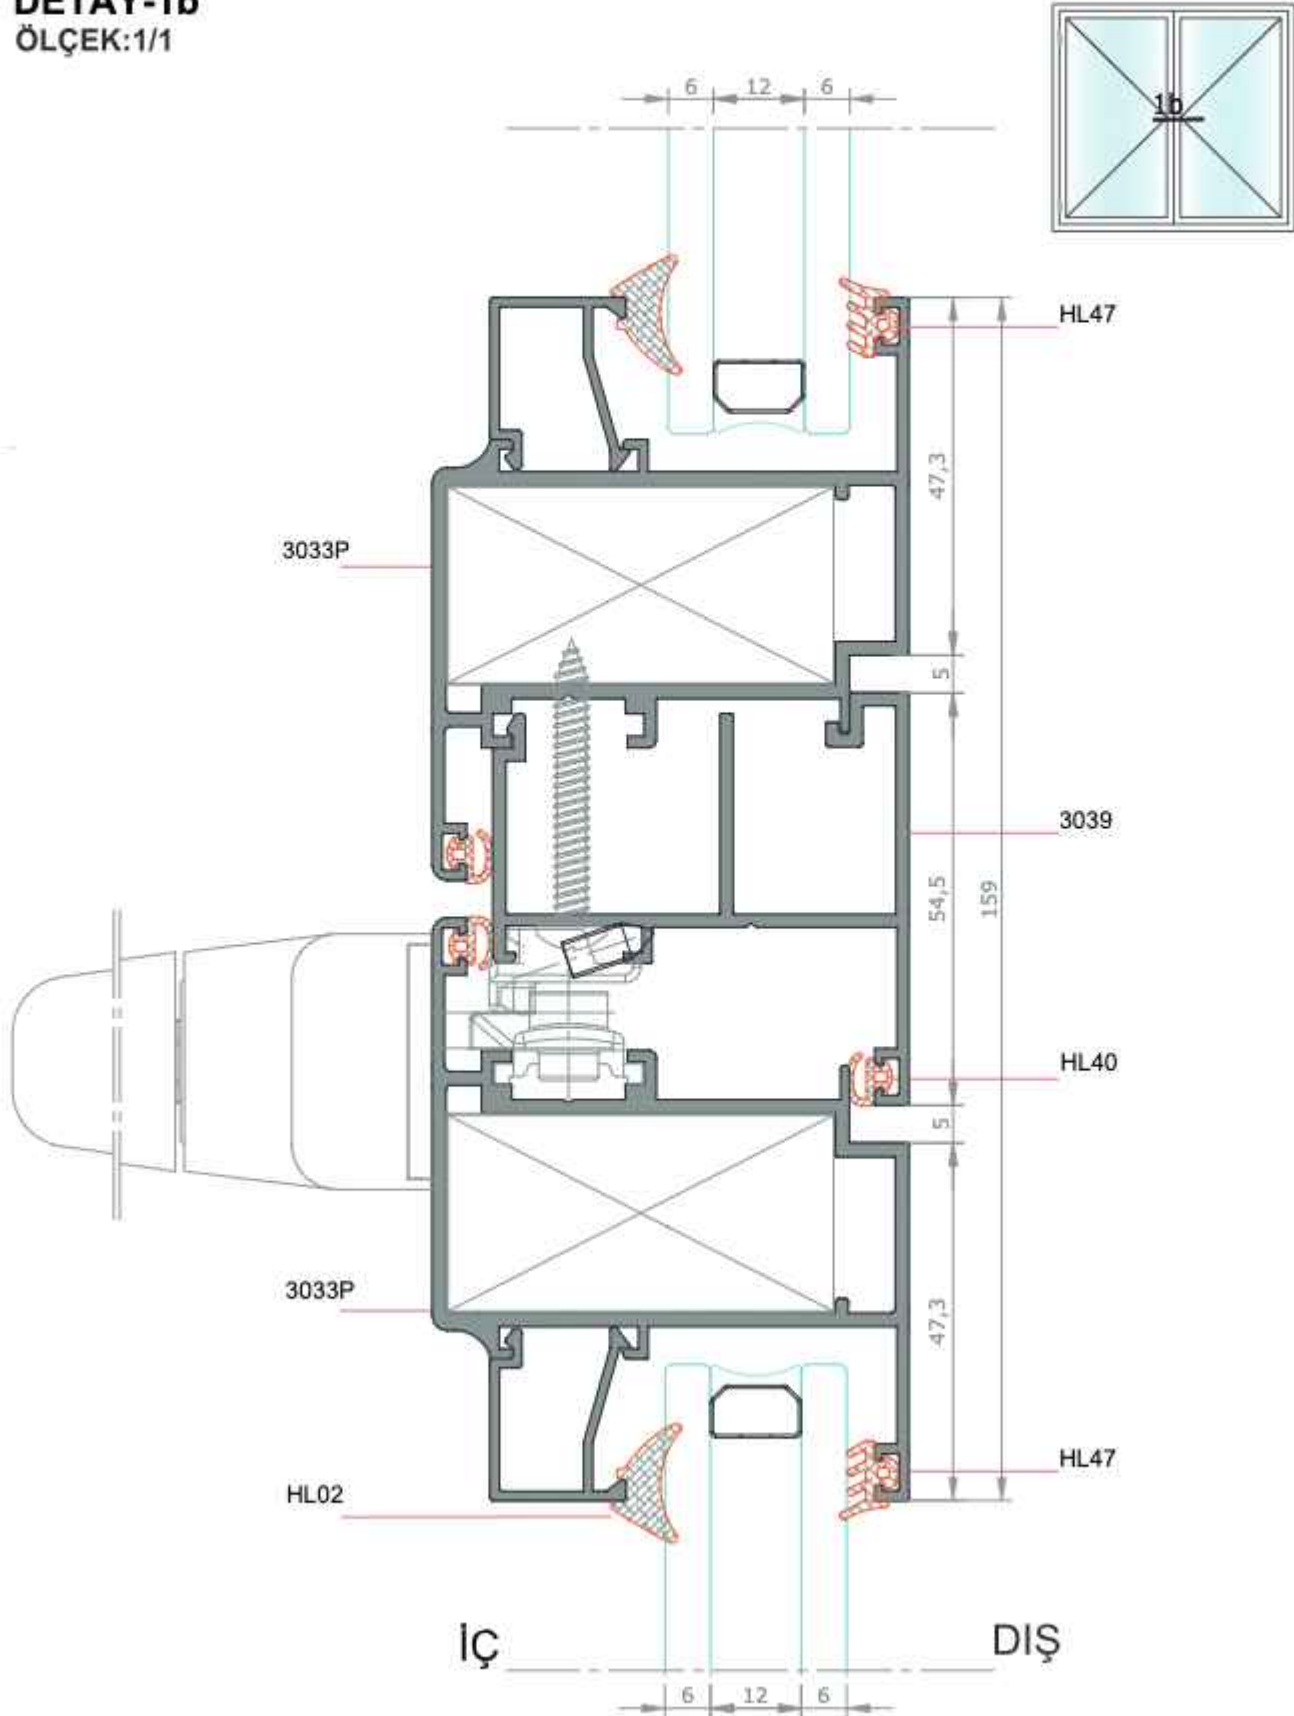 DETAY-1b
ÖLÇEK:1/1
6 12 6
1b
HL47
47,3
3033P
5
3039
54,5
159
HL40
5
3033P
47,3
HL47
HL02
İÇ DIŞ
6 12 6